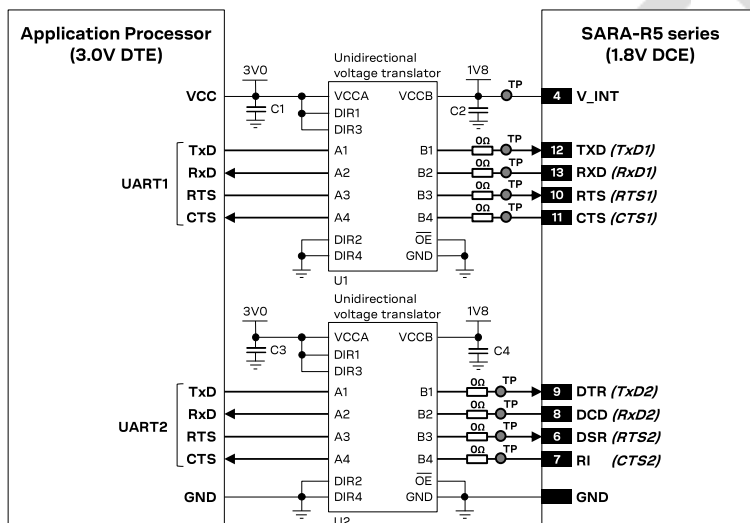 Application Processor
(3.0V DTE)
SARA-R5 series
(1.8V DCE)
Unidirectional
voltage translator
3V0
1V8
TP
VCC
C1
VCCA
VCCB
C2
4
V_INT
DIR1
DIR3
0Ω
TP
TxD
A1
B1
12
TXD (TxD1)
0Ω
TP
RxD
A2
B2
13
RXD (RxD1)
UART1
0Ω
TP
RTS
A3
B3
10
RTS (RTS1)
0Ω
TP
CTS
A4
B4
11
CTS (CTS1)
DIR2
OE
DIR4
GND
U1
Unidirectional
voltage translator
3V0
1V8
VCCA
VCCB
C3
C4
DIR1
DIR3
0Ω
TP
TxD
A1
B1
9
DTR (TxD2)
0Ω
TP
RxD
A2
B2
8
DCD (RxD2)
UART2
0Ω
TP
RTS
A3
B3
6
DSR (RTS2)
0Ω
TP
CTS
A4
B4
7
RI (CTS2)
DIR2
OE
GND
DIR4
GND
GND
U2